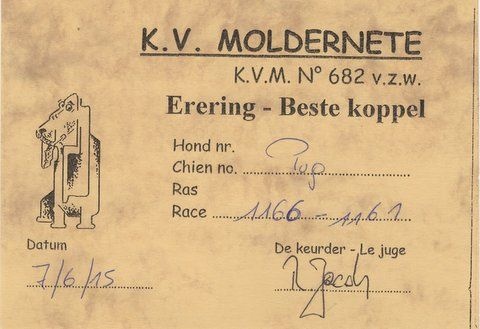 K.V. MOLDERNETE
K.V.M. N° 682 v.z.w.
Erering - Beste koppel
Hond nr.
Chien no. Pug
Ras
Race 1166 - 1161
Datum
7/6/15
De keurder - Le juge